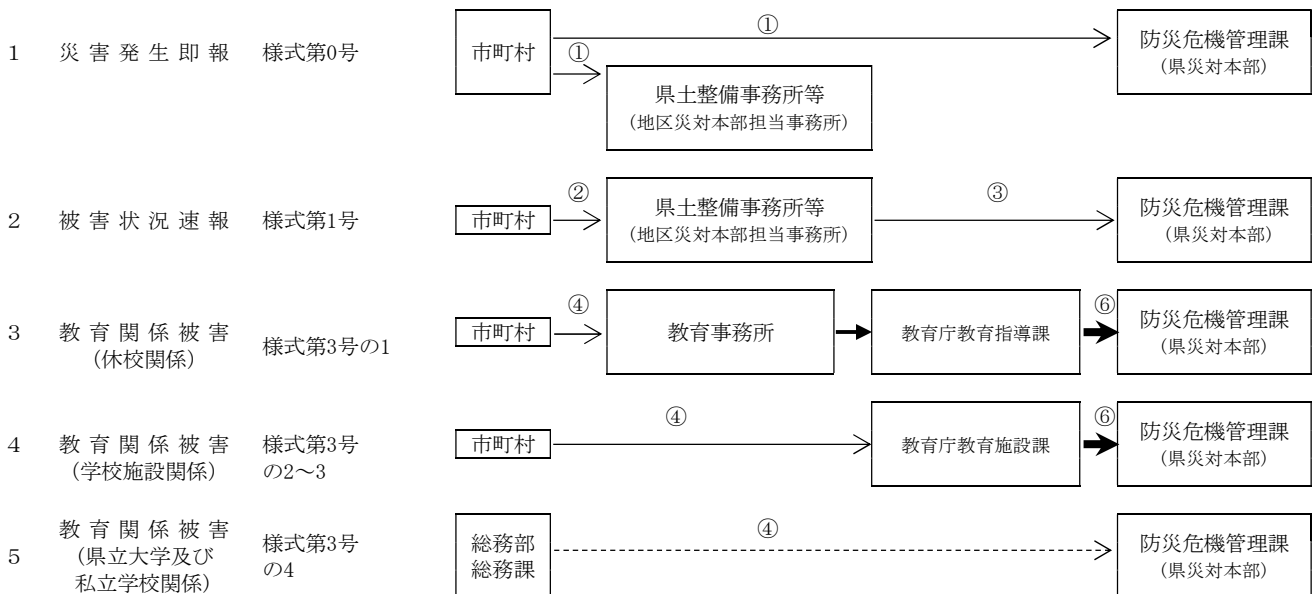 ①
1 災害発生即報 様式第0号 市町村 防災危機管理課
(県災対本部)
①
県土整備事務所等
(地区災対本部担当事務所)
② ③
2 被害状況速報 様式第1号 市町村 県土整備事務所等 防災危機管理課
(地区災対本部担当事務所) (県災対本部)
④ ⑥
3 教育関係被害 様式第3号の1 市町村 教育事務所 教育庁教育指導課 防災危機管理課
(休校関係) (県災対本部)
④ ⑥
4 教育関係被害 様式第3号 市町村 教育庁教育施設課 防災危機管理課
(学校施設関係) の2~3 (県災対本部)
④
教育関係被害 様式第3号 総務部 防災危機管理課
5 (県立大学及び の4 総務課 (県災対本部)
私立学校関係)